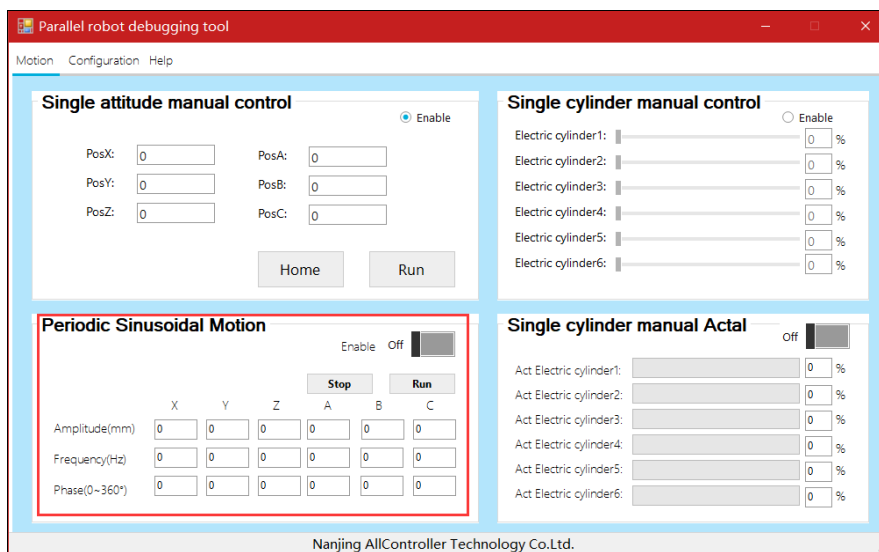 Parallel robot debugging tool
Motion Configuration Help
Single attitude manual control
Enable
PosX: 0 PosA: 0
PosY: 0 PosB: 0
PosZ: 0 PosC: 0
Home Run
Single cylinder manual control
Enable
Electric cylinder1: 0 %
Electric cylinder2: 0 %
Electric cylinder3: 0 %
Electric cylinder4: 0 %
Electric cylinder5: 0 %
Electric cylinder6: 0 %
Periodic Sinusoidal Motion
Enable Off
Stop Run
X Y Z A B C
Amplitude(mm) 0 0 0 0 0 0
Frequency(Hz) 0 0 0 0 0 0
Phase(0~360°) 0 0 0 0 0 0
Single cylinder manual Actal
Off
Act Electric cylinder1: 0 %
Act Electric cylinder2: 0 %
Act Electric cylinder3: 0 %
Act Electric cylinder4: 0 %
Act Electric cylinder5: 0 %
Act Electric cylinder6: 0 %
Nanjing AllController Technology Co.Ltd.